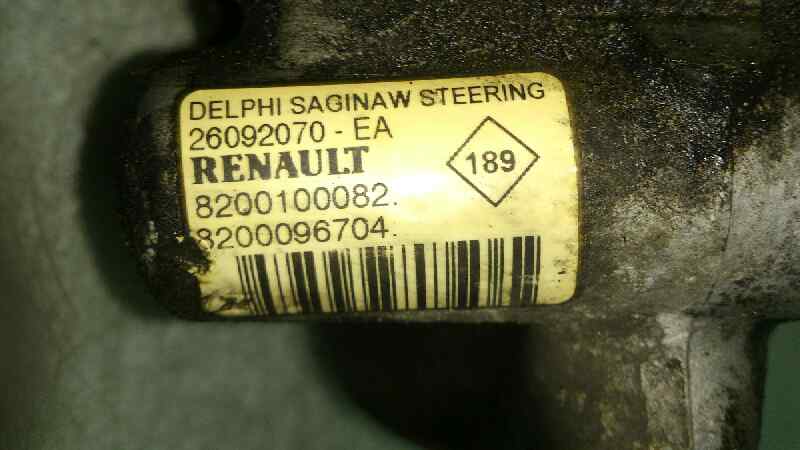 DELPHI SAGINAW STEERING
26092070 - EA
RENAULT
189
8200100082.
8200096704.